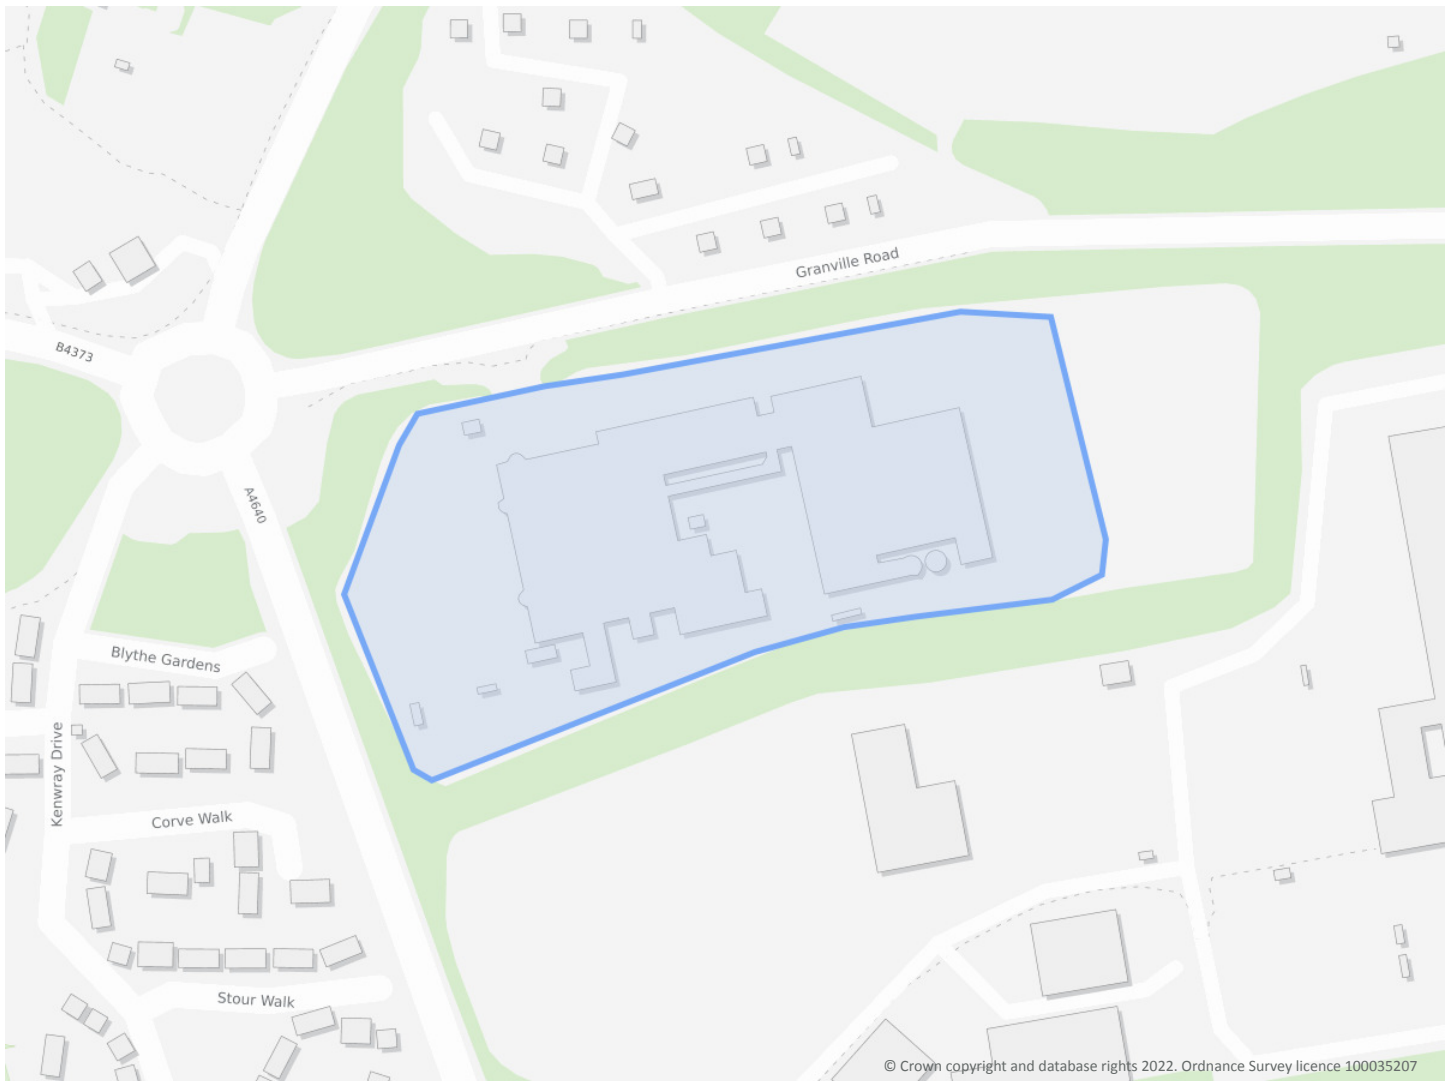 Granville Road
B4373
A4640
Blythe Gardens
Kenwray Drive
Corve Walk
Stour Walk
© Crown copyright and database rights 2022. Ordnance Survey licence 100035207